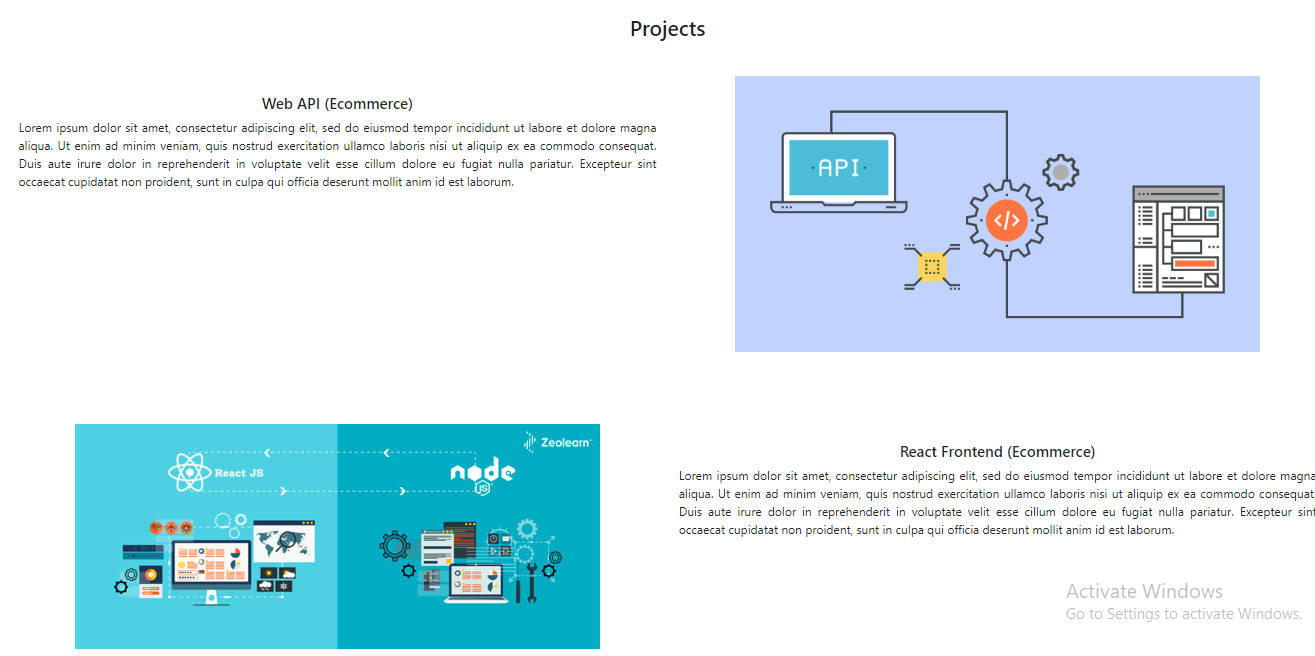 Projects
Web API (Ecommerce)
Lorem ipsum dolor sit amet, consectetur adipiscing elit, sed do eiusmod tempor incididunt ut labore et dolore magna
aliqua. Ut enim ad minim veniam, quis nostrud exercitation ullamco laboris nisi ut aliquip ex ea commodo consequat.
Duis aute irure dolor in reprehenderit in voluptate velit esse cillum dolore eu fugiat nulla pariatur. Excepteur sint
occaecat cupidatat non proident, sunt in culpa qui officia deserunt mollit anim id est laborum.
·API·
</>
Zeolearn
React JS
node
JS
React Frontend (Ecommerce)
Lorem ipsum dolor sit amet, consectetur adipiscing elit, sed do eiusmod tempor incididunt ut labore et dolore magna
aliqua. Ut enim ad minim veniam, quis nostrud exercitation ullamco laboris nisi ut aliquip ex ea commodo consequat
Duis aute irure dolor in reprehenderit in voluptate velit esse cillum dolore eu fugiat nulla pariatur. Excepteur sint
occaecat cupidatat non proident, sunt in culpa qui officia deserunt mollit anim id est laborum.
Activate Windows
Go to Settings to activate Windows.